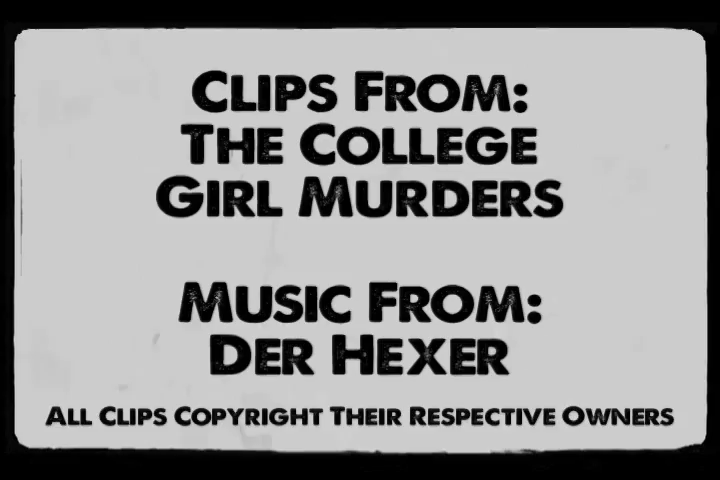 Clips From:
The College
Girl Murders
Music From:
Der Hexer
All Clips Copyright Their Respective Owners